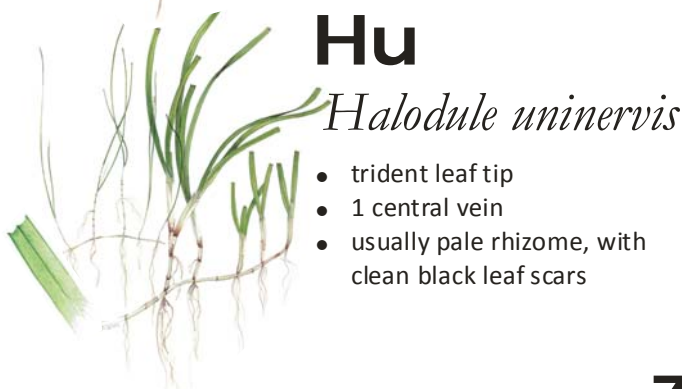 Hu
Halodule uninervis
• trident leaf tip
• 1 central vein
• usually pale rhizome, with
clean black leaf scars